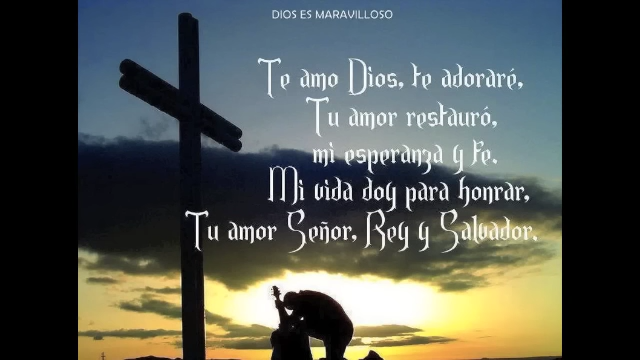 DIOS ES MARAVILLOSO
Te amo Dios, te adoraré,
Tu amor restauró,
mi esperanza y fe.
Mi vida doy para honrar,
Tu amor Señor, Rey y Salvador.